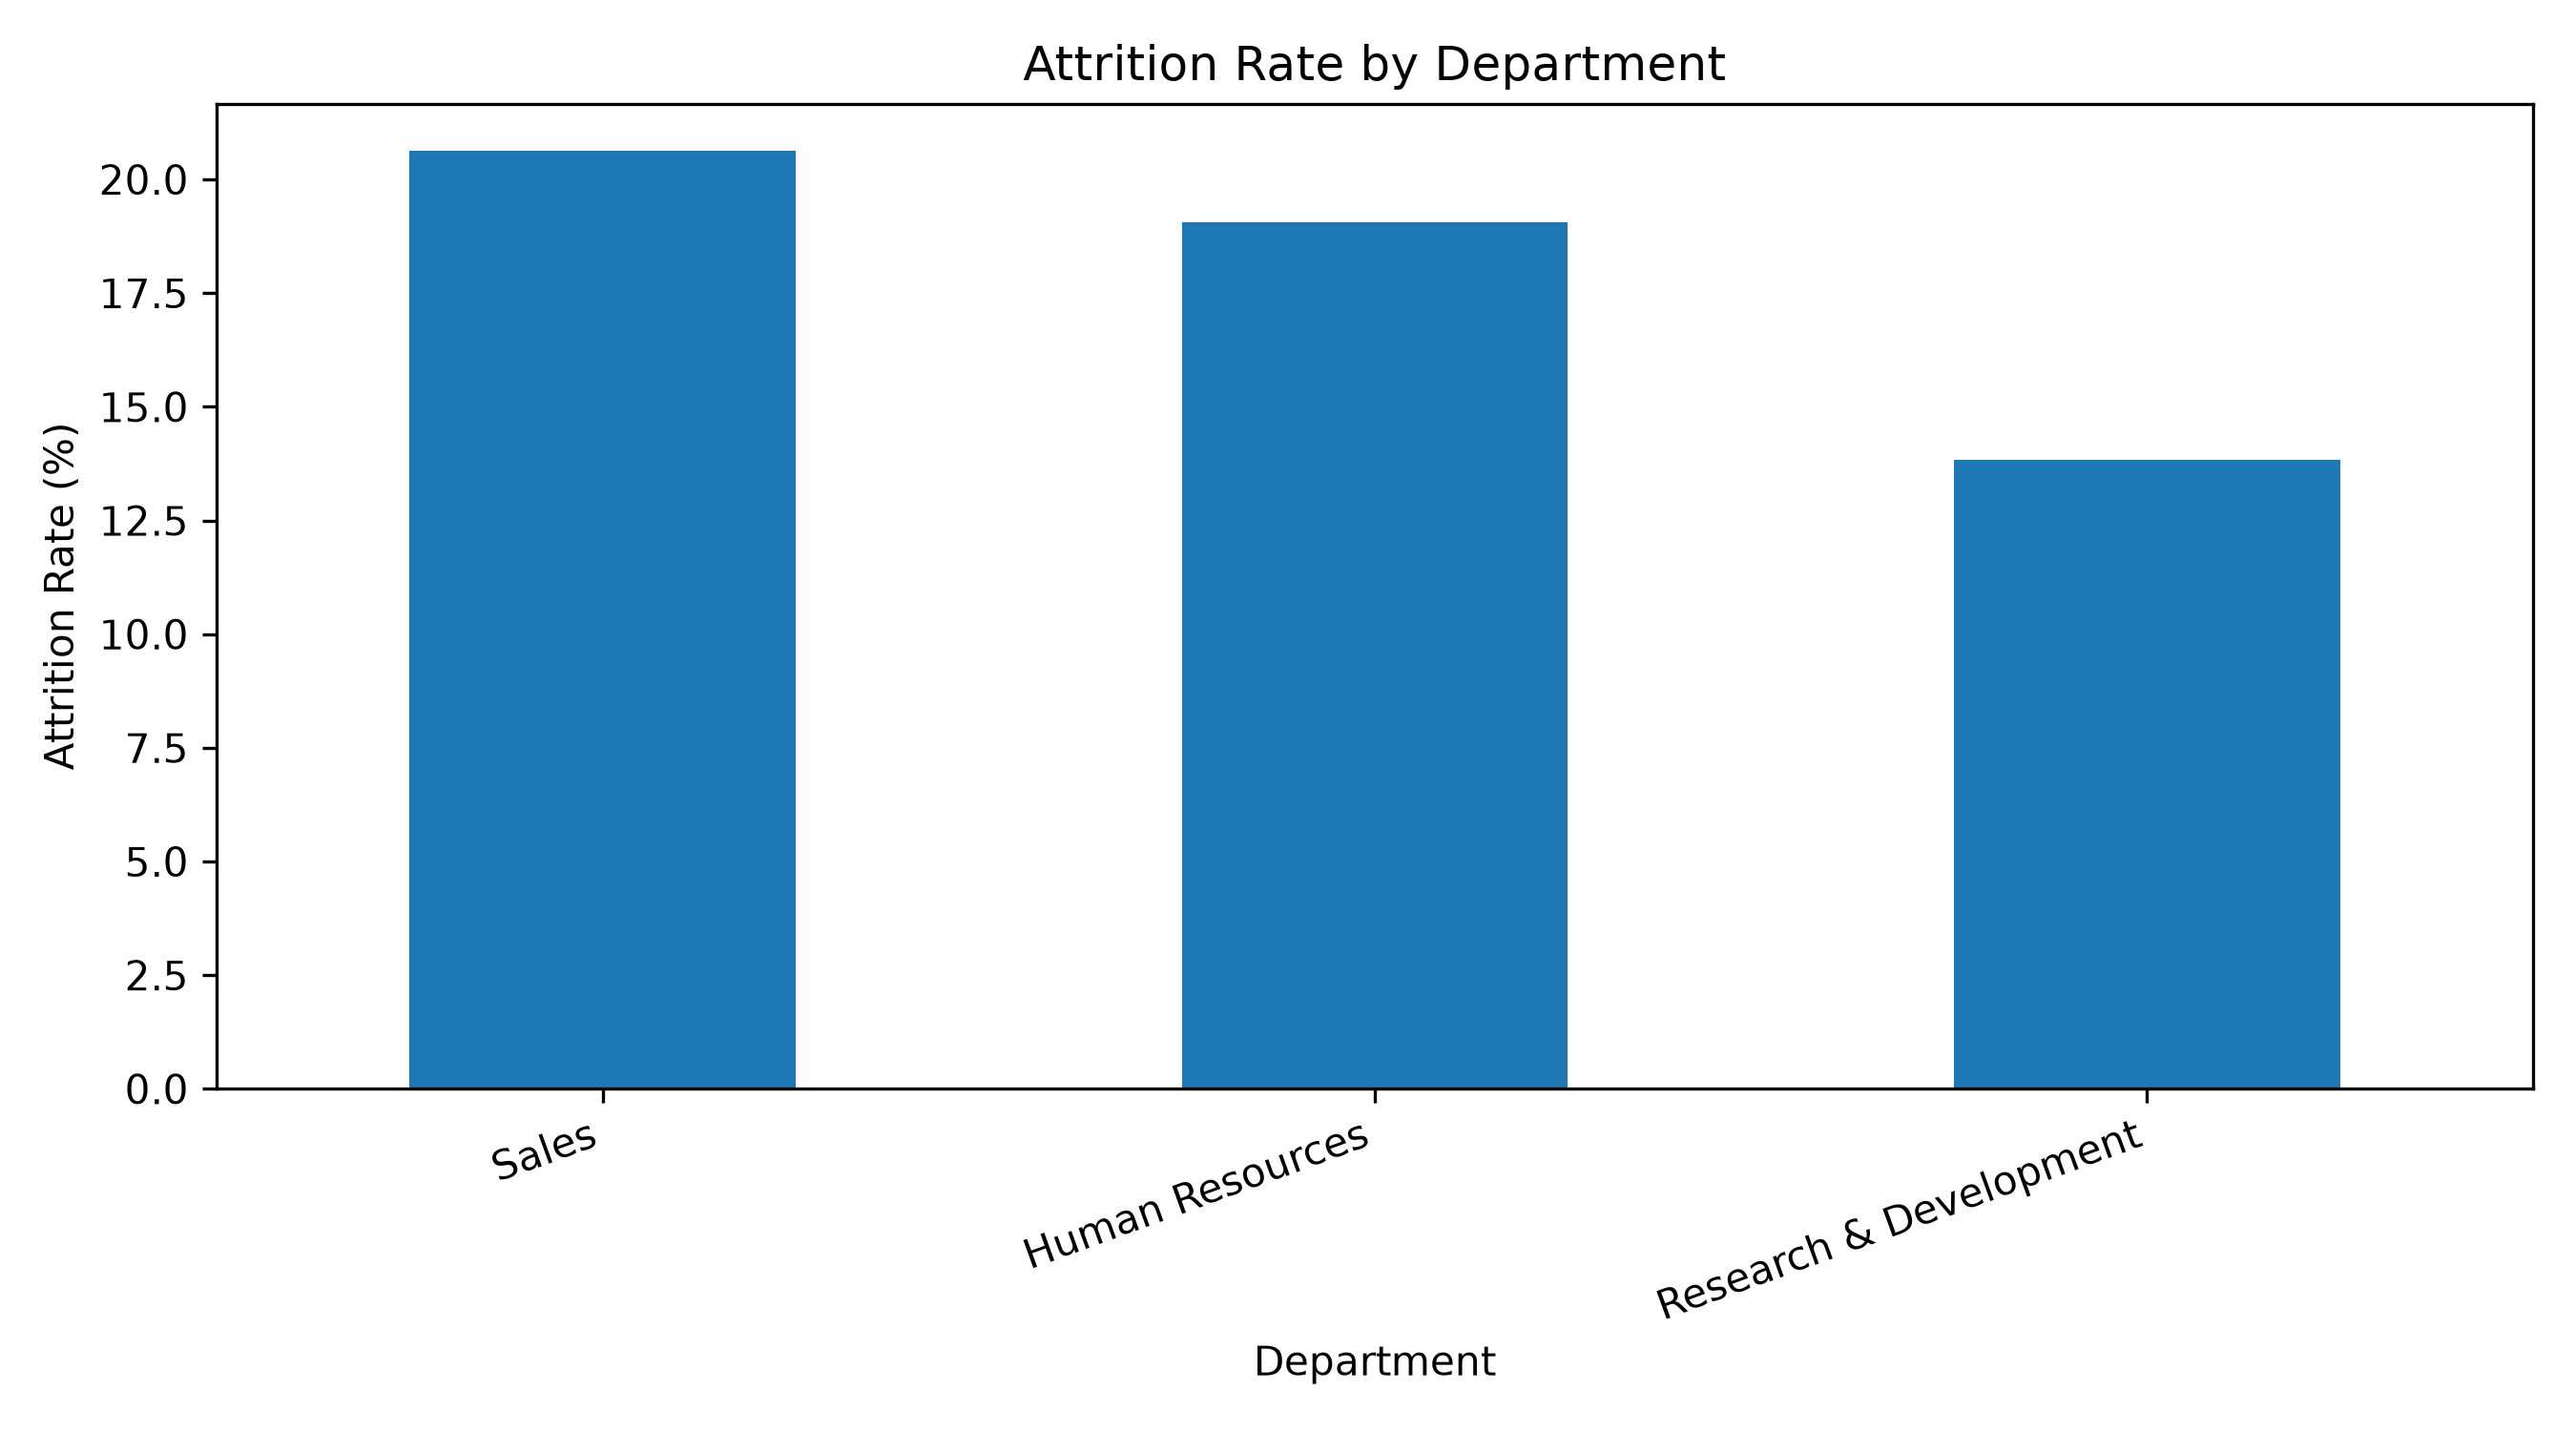 Attrition Rate by Department
Attrition Rate (%)
20.0
17.5
15.0
12.5
10.0
7.5
5.0
2.5
0.0
Sales
Human Resources
Research & Development
Department